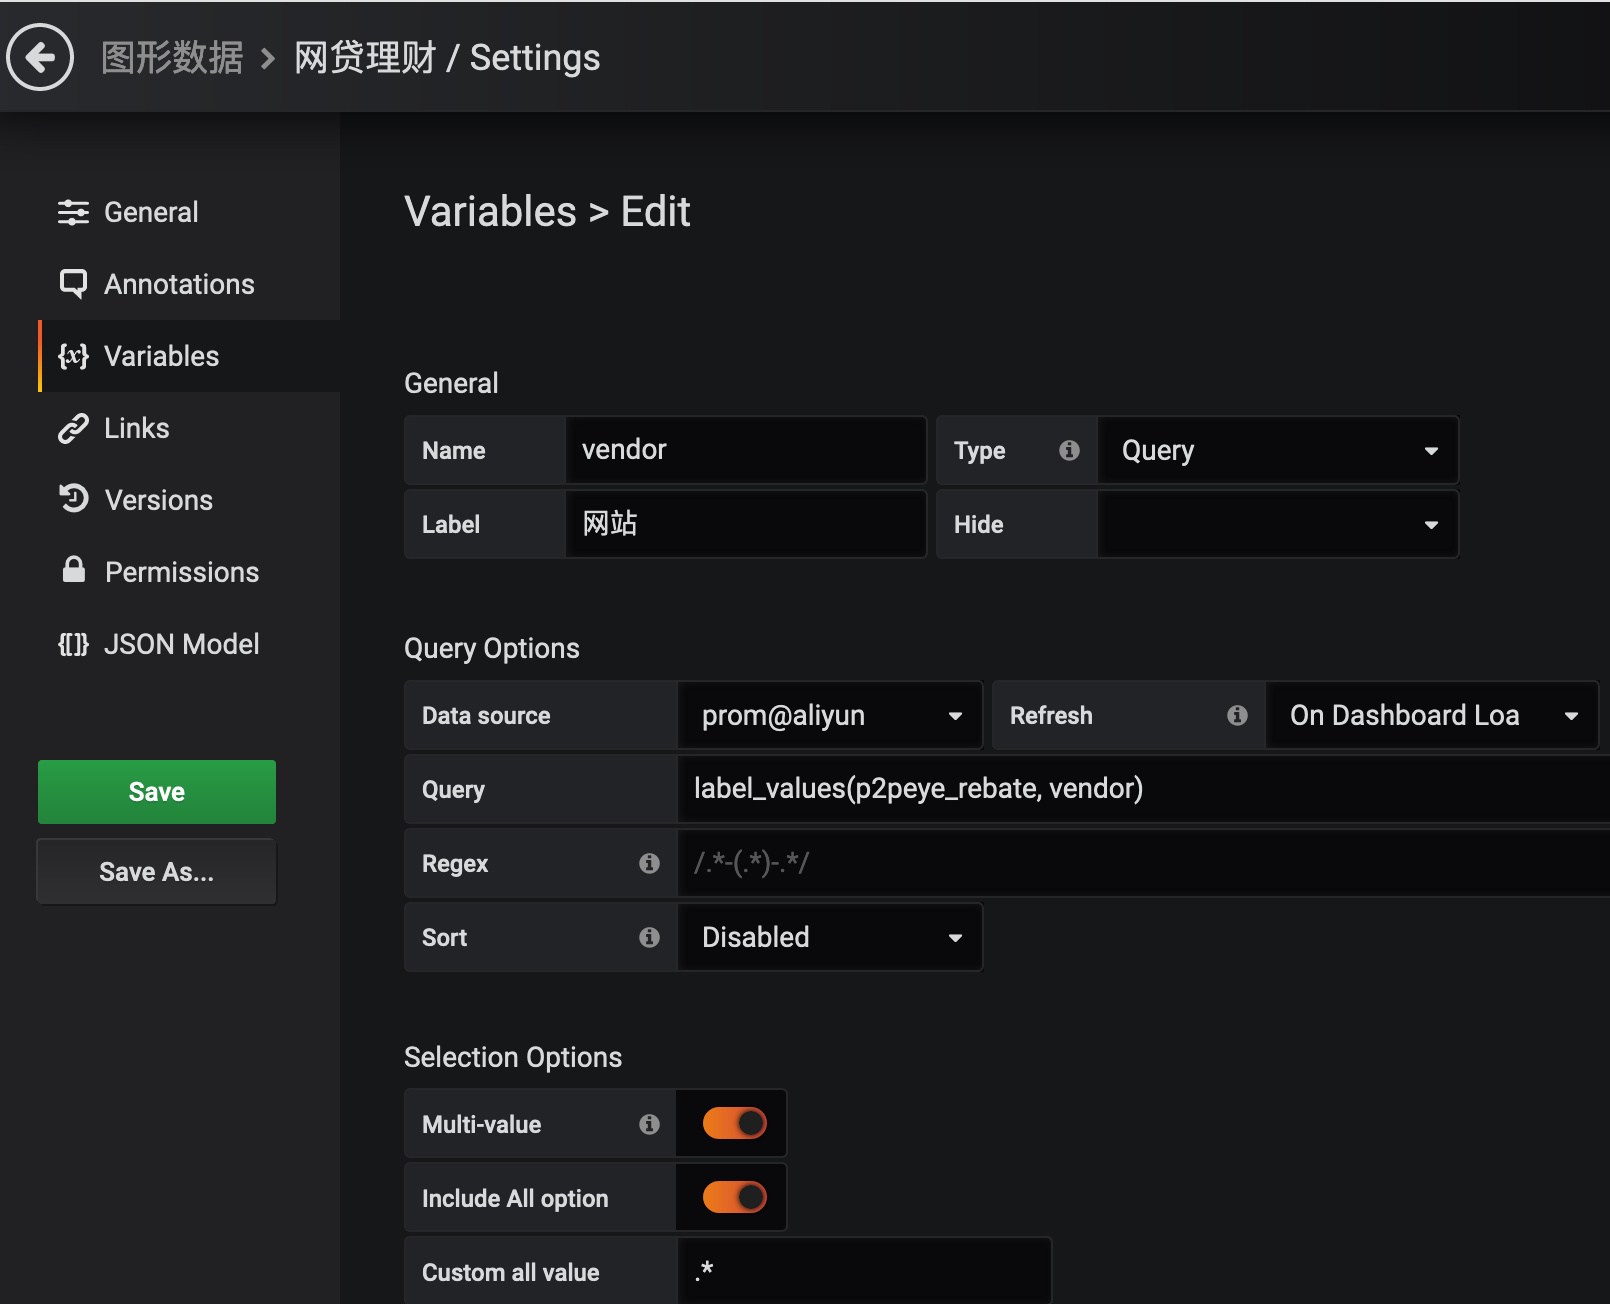 图形数据 > 网贷理财 / Settings
General
Annotations
{x} Variables
Links
Versions
Permissions
{[]} JSON Model
Save
Save As...
Variables > Edit
General
Name vendor Type Query
Label 网站 Hide
Query Options
Data source prom@aliyun Refresh On Dashboard Loa
Query label_values(p2peye_rebate, vendor)
Regex /.*-(.*)-.*/
Sort Disabled
Selection Options
Multi-value
Include All option
Custom all value .*